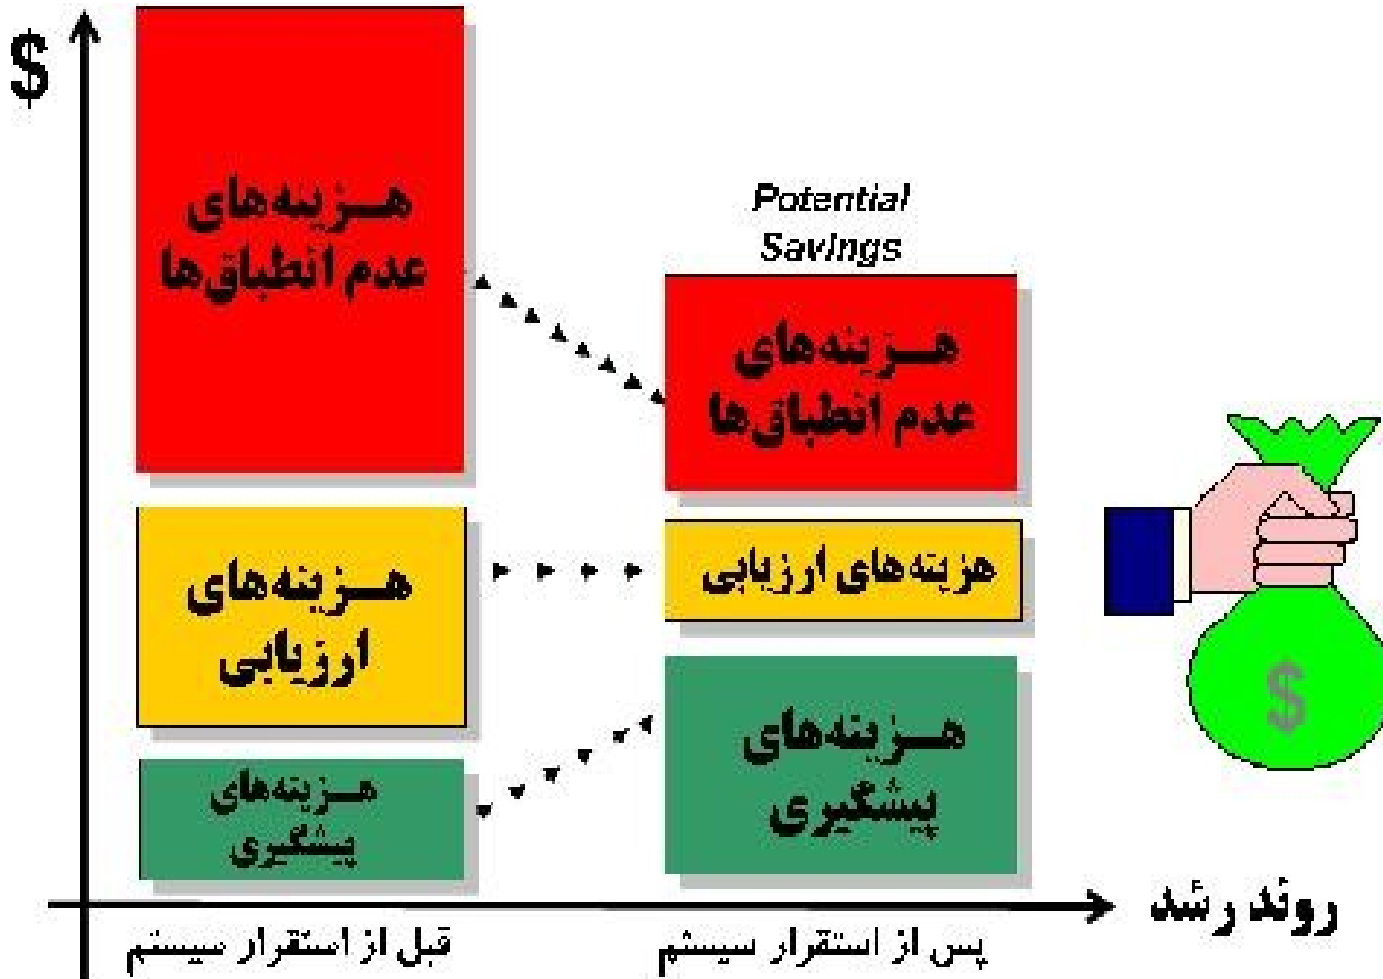 $
هزینه‌های
عدم انطباق‌ها
هزینه‌های
ارزیابی
هزینه‌های
پیشگیری
Potential
Savings
هزینه‌های
عدم انطباق‌ها
هزینه‌های ارزیابی
هزینه‌های
پیشگیری
$
روند رشد
قبل از استقرار سیستم
پس از استقرار سیستم